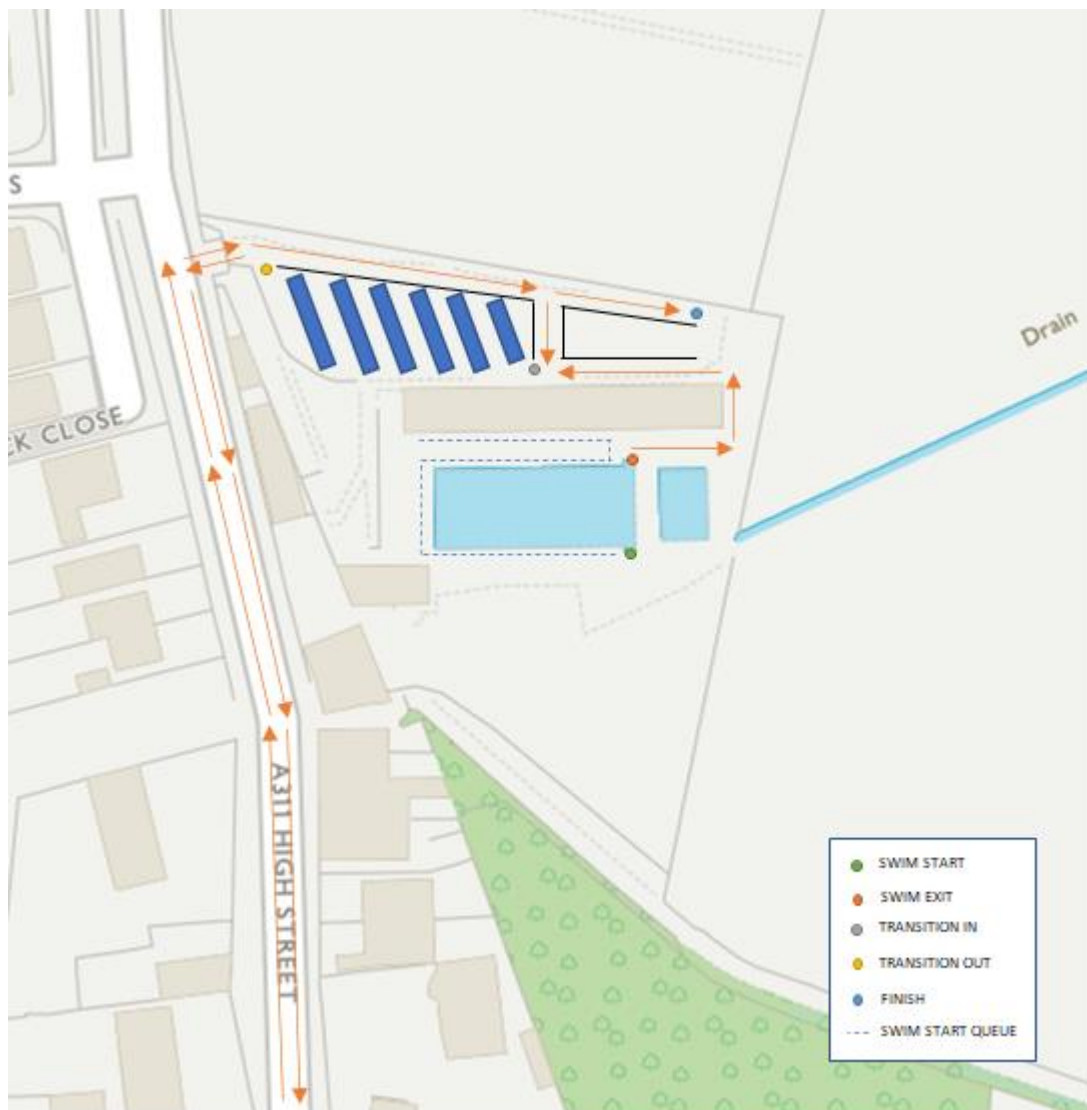 S
CK CLOSE
Drain
A311 HIGH STREET
SWIM START
SWIM EXIT
TRANSITION IN
TRANSITION OUT
FINISH
SWIM START QUEUE